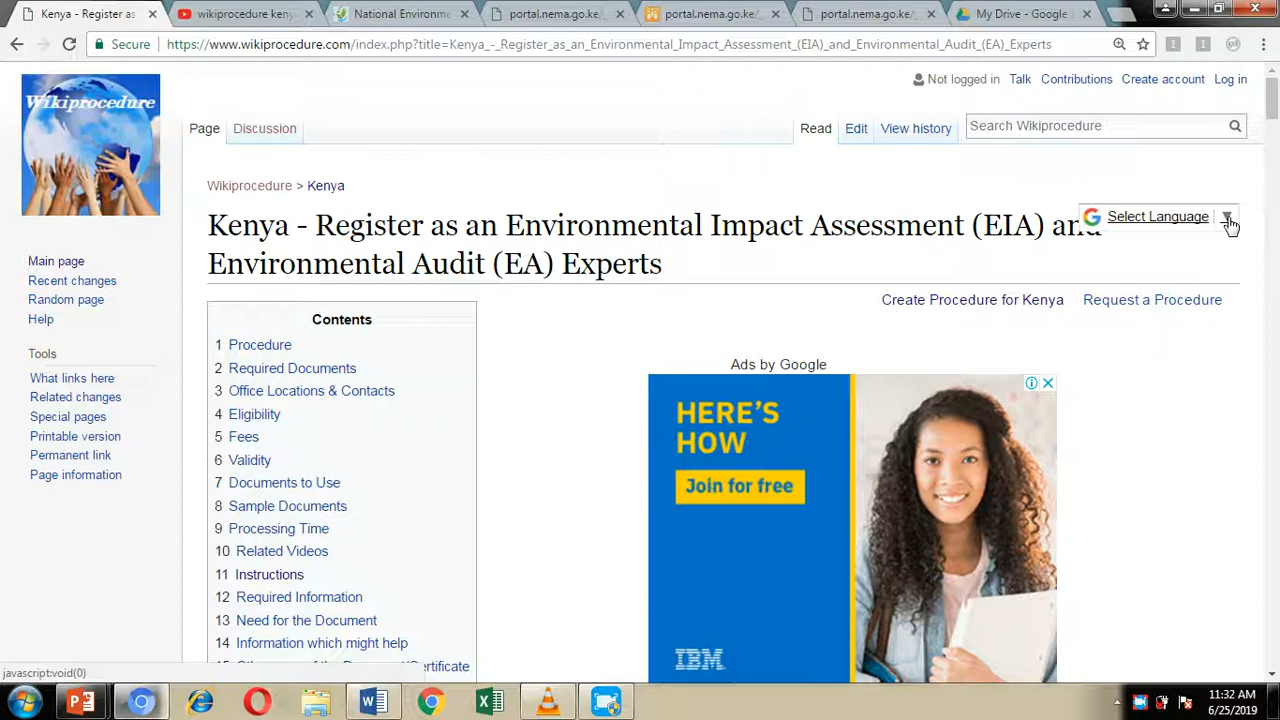 Kenya - Register as
wikiprocedure keny
National Environme
portal.nema.go.ke/
portal.nema.go.ke/
portal.nema.go.ke/
My Drive - Google
Secure
https://www.wikiprocedure.com/index.php?title=Kenya_-_Register_as_an_Environmental_Impact_Assessment_(EIA)_and_Environmental_Audit_(EA)_Experts
Wikiprocedure
Not logged in Talk Contributions Create account Log in
Page Discussion
Read Edit View history
Search Wikiprocedure
Wikiprocedure > Kenya
Select Language
Kenya - Register as an Environmental Impact Assessment (EIA) and
Environmental Audit (EA) Experts
Create Procedure for Kenya
Request a Procedure
Main page
Recent changes
Random page
Help
Tools
What links here
Related changes
Special pages
Printable version
Permanent link
Page information
Contents
1 Procedure
2 Required Documents
3 Office Locations & Contacts
4 Eligibility
5 Fees
6 Validity
7 Documents to Use
8 Sample Documents
9 Processing Time
10 Related Videos
11 Instructions
12 Required Information
13 Need for the Document
14 Information which might help
Certificate
Ads by Google
HERE'S
HOW
Join for free
IBM
javascript:void(0)
11:32 AM
6/25/2019